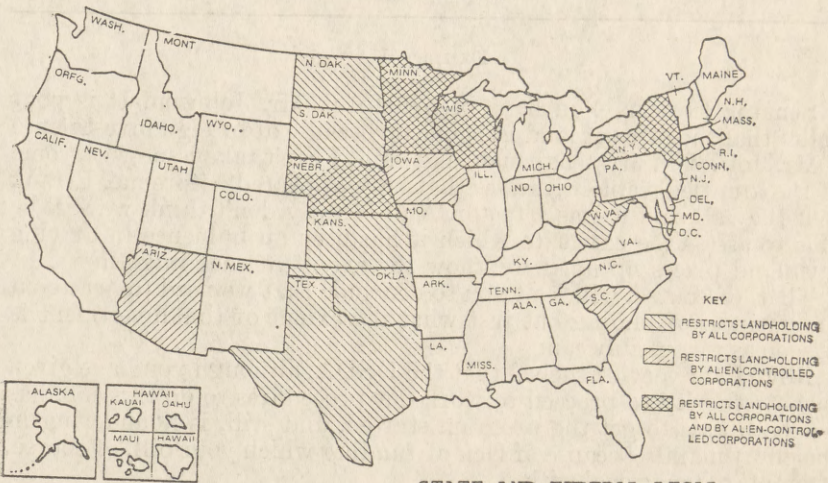 WASH.
MONT
N. DAK.
MINN
VT.
MAINE
ORFG.
IDAHO.
S. DAK.
WIS
N.H.
MASS.
WYO.
MICH.
N.Y.
R.I.
CONN.
CALIF.
NEV.
UTAH
NEBR.
IOWA
ILL.
IND.
OHIO
PA.
N.J.
DEL.
MD.
D.C.
COLO.
KANS.
MO.
W VA.
VA.
KY.
ARIZ.
N. MEX.
OKLA.
ARK.
TENN.
N.C.
S.C.
TEX
LA.
MISS.
ALA.
GA.
FLA.
KEY
RESTRICTS LANDHOLDING
BY ALL CORPORATIONS
RESTRICTS LANDHOLDING
BY ALIEN-CONTROLLED
CORPORATIONS
RESTRICTS LANDHOLDING
BY ALL CORPORATIONS
AND BY ALIEN-CONTROL-
LED CORPORATIONS
ALASKA
HAWAII
KAUAI
OAHU
MAUI
HAWAII